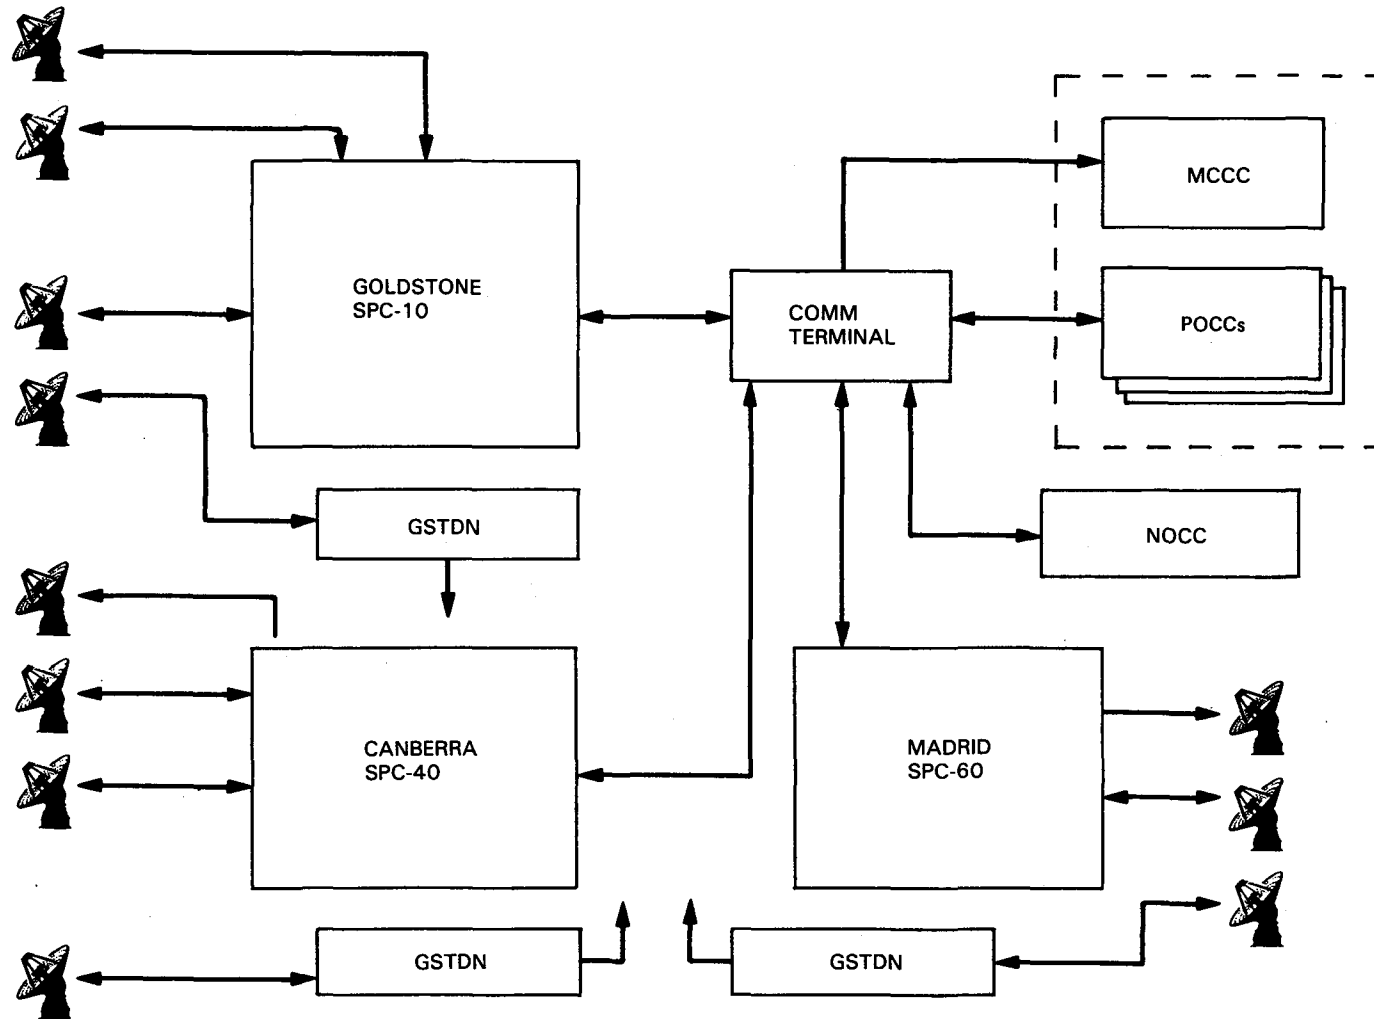 MCCC
GOLDSTONE
SPC-10
COMM
TERMINAL
POCCs
GSTDN
NOCC
CANBERRA
SPC-40
MADRID
SPC-60
GSTDN
GSTDN